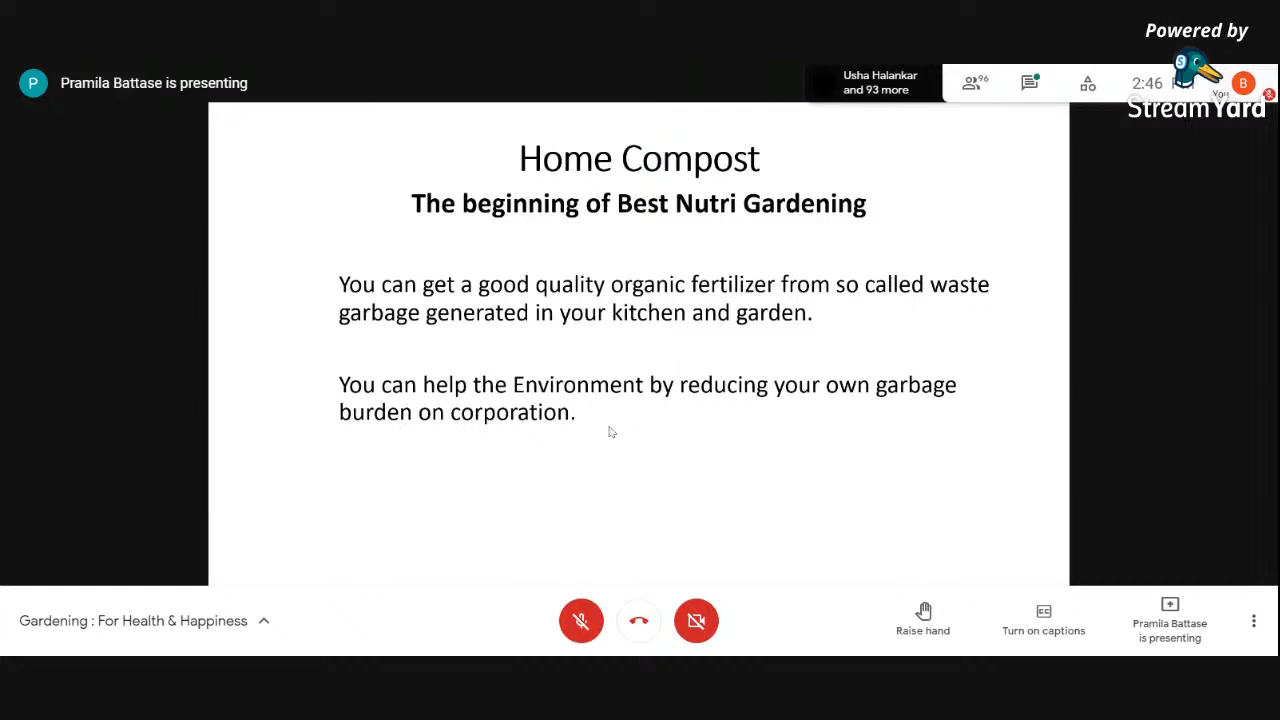 Powered by
StreamYard
P
Pramila Battase is presenting
Usha Halankar
and 93 more
96
2:46
You
B
Home Compost
The beginning of Best Nutri Gardening
You can get a good quality organic fertilizer from so called waste
garbage generated in your kitchen and garden.
You can help the Environment by reducing your own garbage
burden on corporation.
Gardening : For Health & Happiness
Raise hand
Turn on captions
Pramila Battase
is presenting